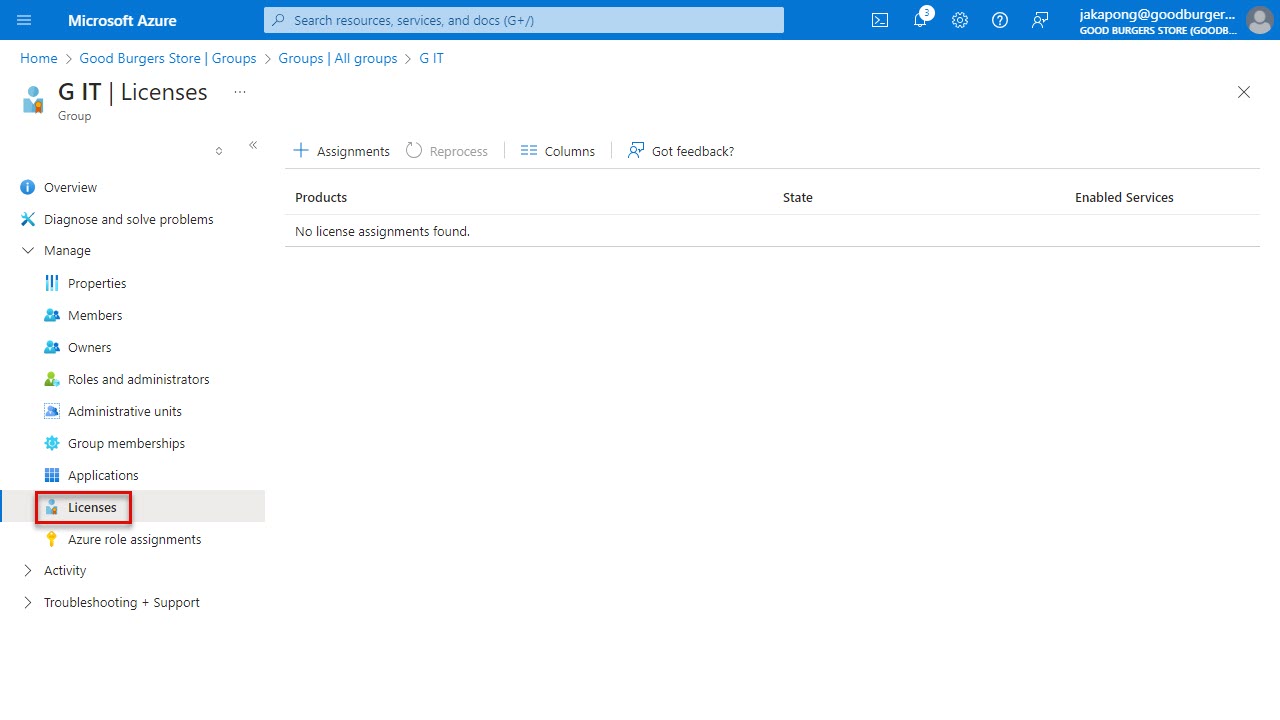 Microsoft Azure
Search resources, services, and docs (G+/)
3
jakapong@goodburger...
GOOD BURGERS STORE (GOODB...
Home > Good Burgers Store | Groups > Groups | All groups > G IT
G IT | Licenses ...
Group
Assignments
Reprocess
Columns
Got feedback?
Products State Enabled Services
No license assignments found.
Overview
Diagnose and solve problems
Manage
Properties
Members
Owners
Roles and administrators
Administrative units
Group memberships
Applications
Licenses
Azure role assignments
Activity
Troubleshooting + Support